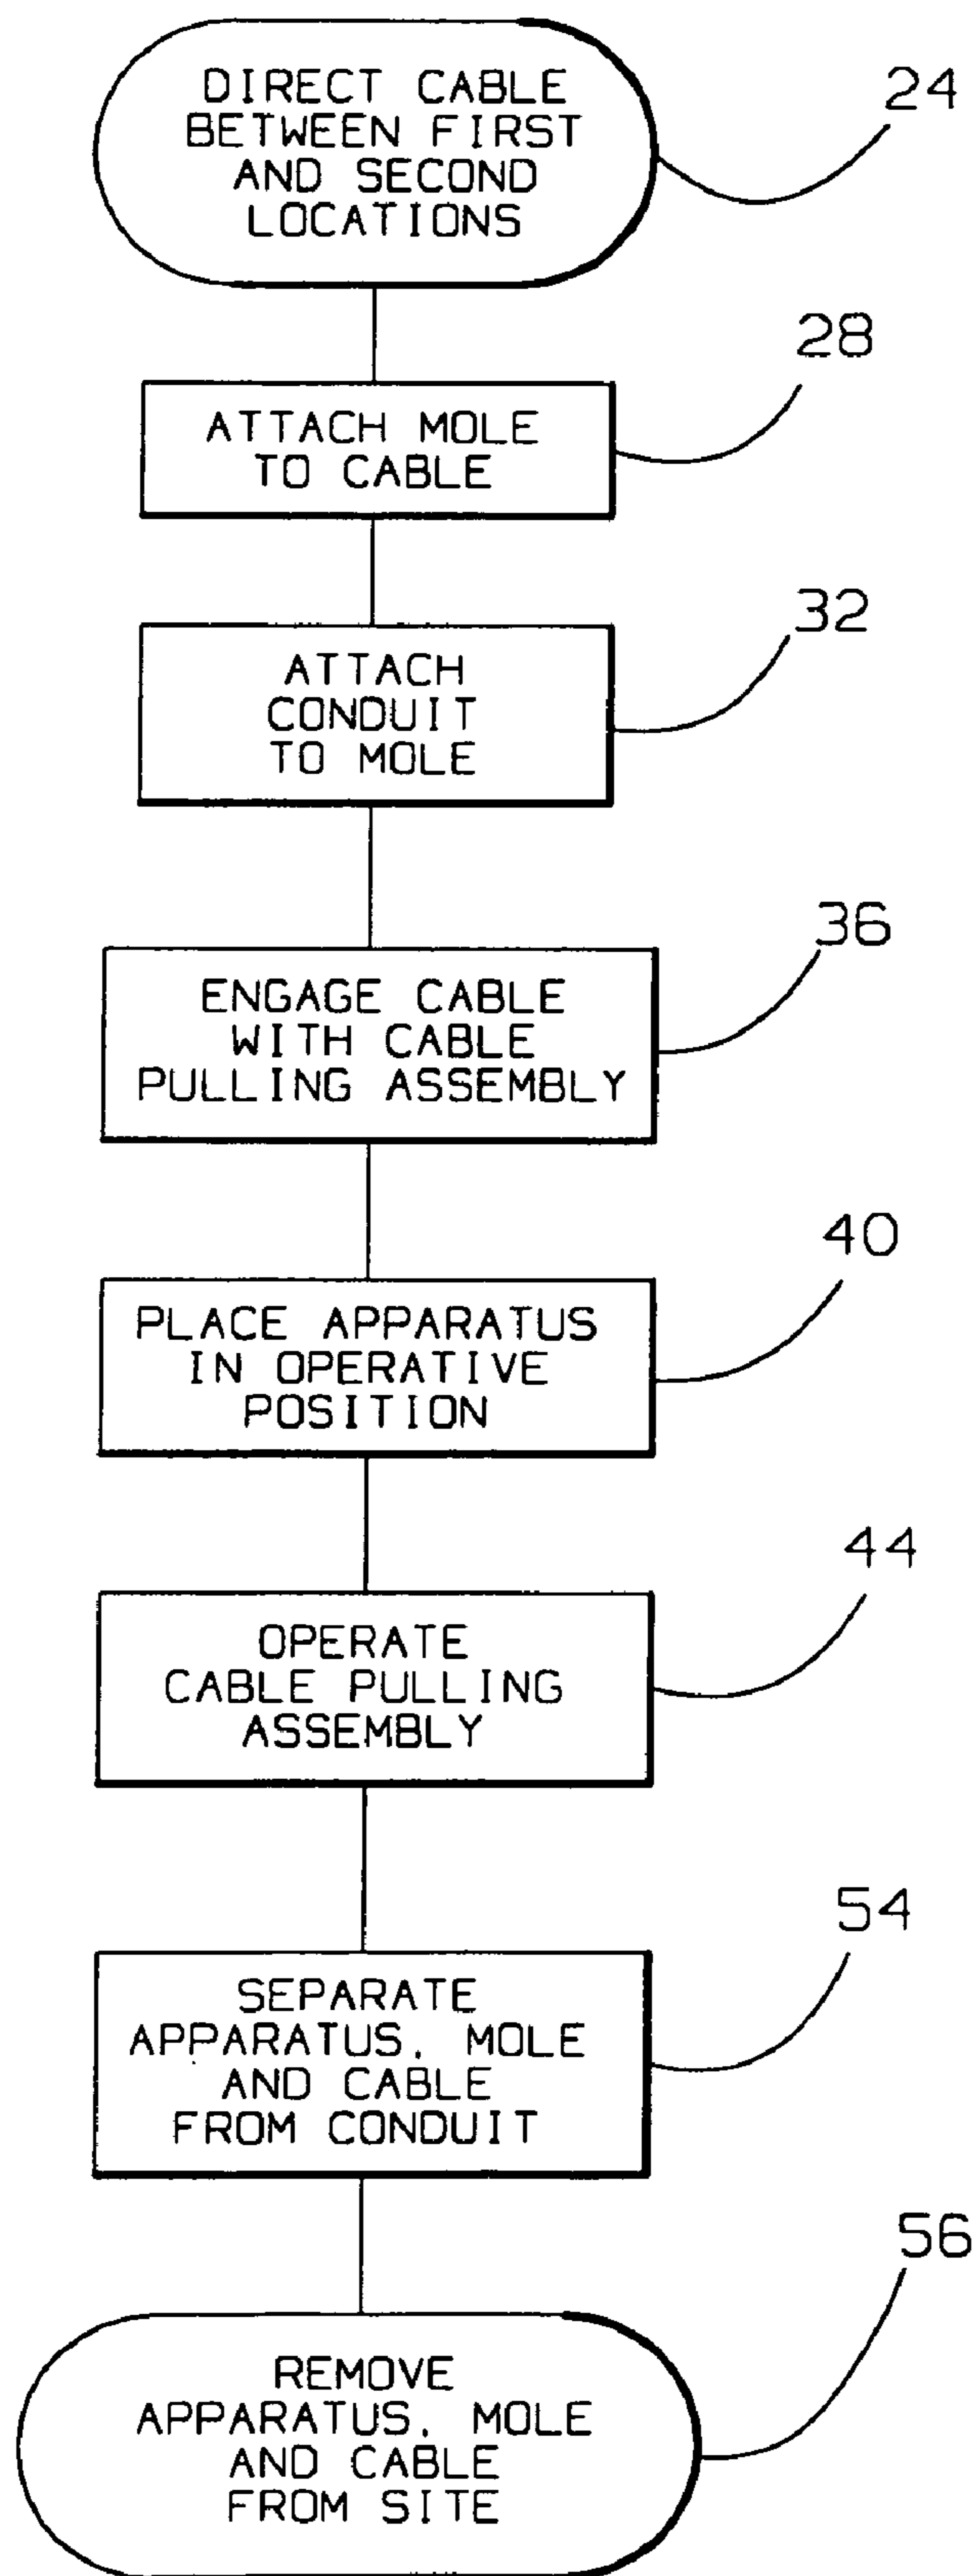 DIRECT CABLE
BETWEEN FIRST
AND SECOND
LOCATIONS
24
ATTACH MOLE
TO CABLE
28
ATTACH
CONDUIT
TO MOLE
32
ENGAGE CABLE
WITH CABLE
PULLING ASSEMBLY
36
PLACE APPARATUS
IN OPERATIVE
POSITION
40
OPERATE
CABLE PULLING
ASSEMBLY
44
SEPARATE
APPARATUS, MOLE
AND CABLE
FROM CONDUIT
54
REMOVE
APPARATUS, MOLE
AND CABLE
FROM SITE
56